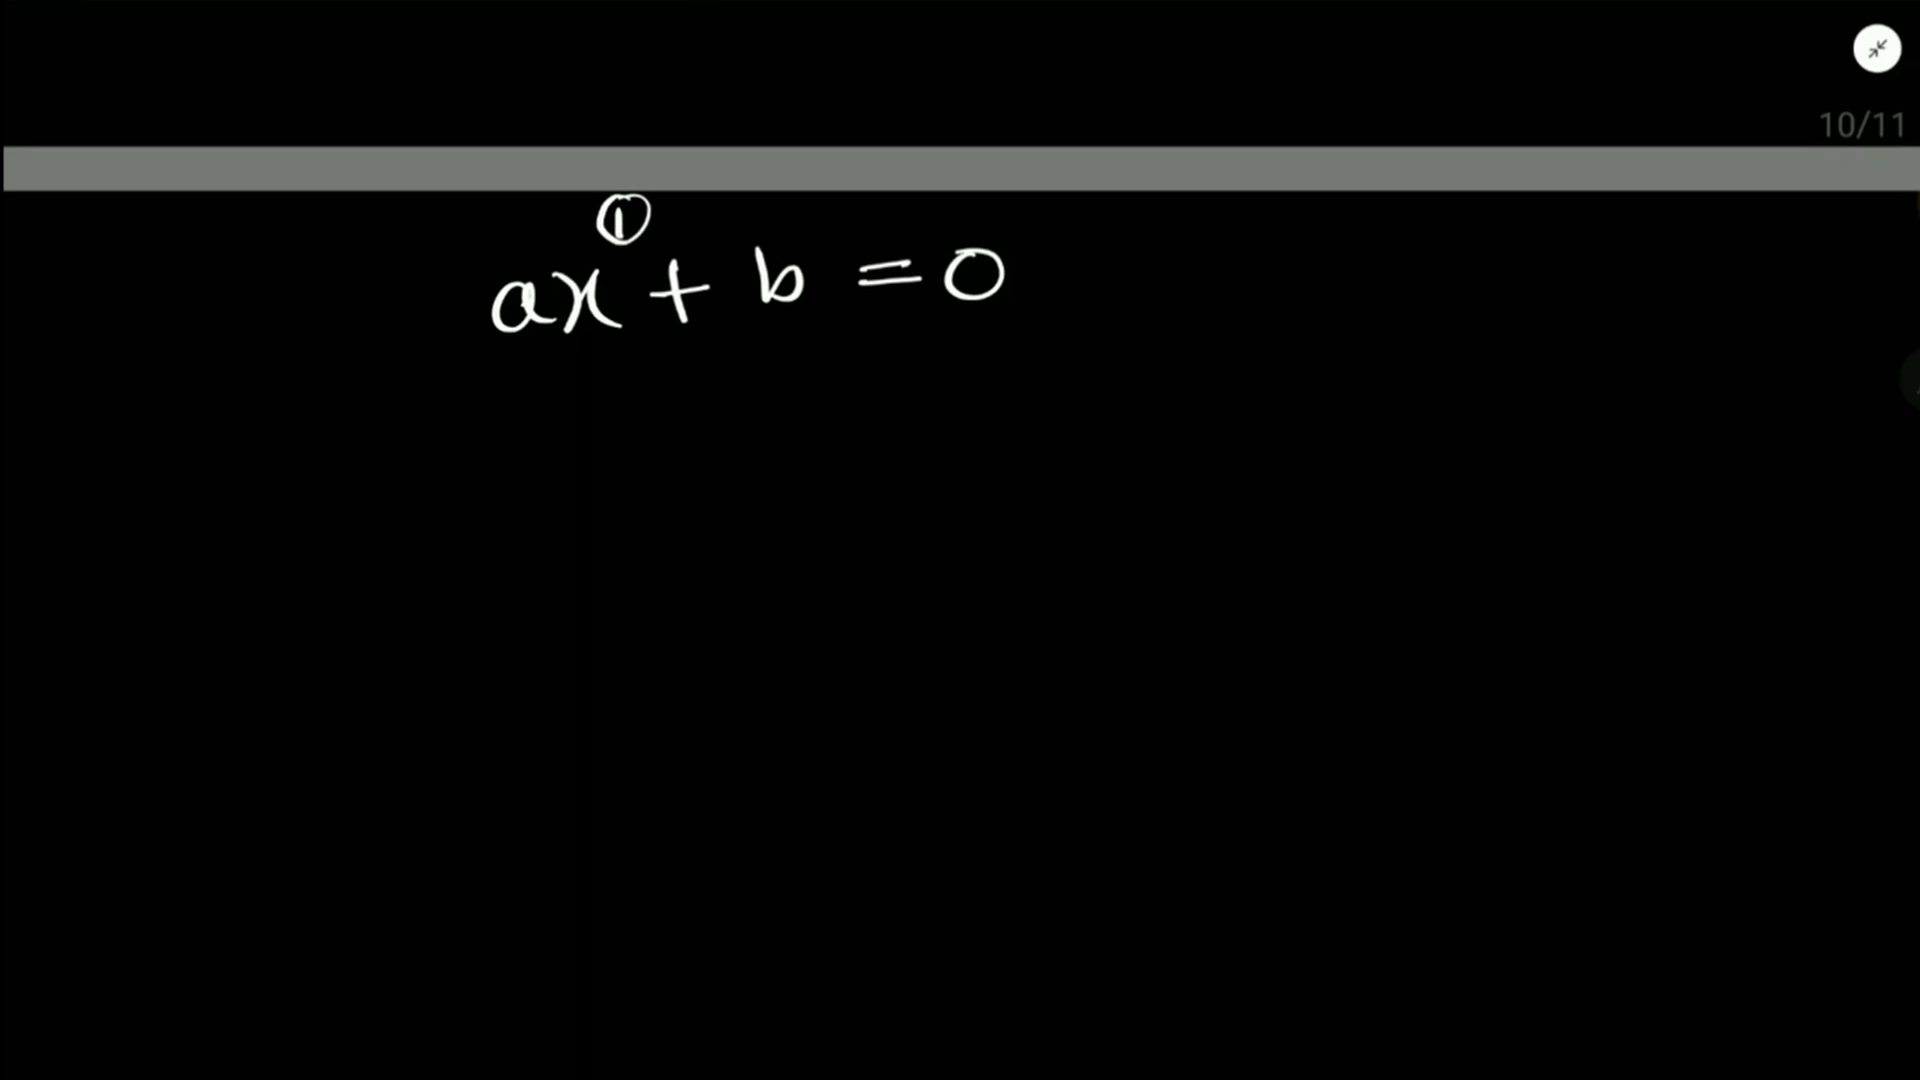 10/11
ax^① + b = 0